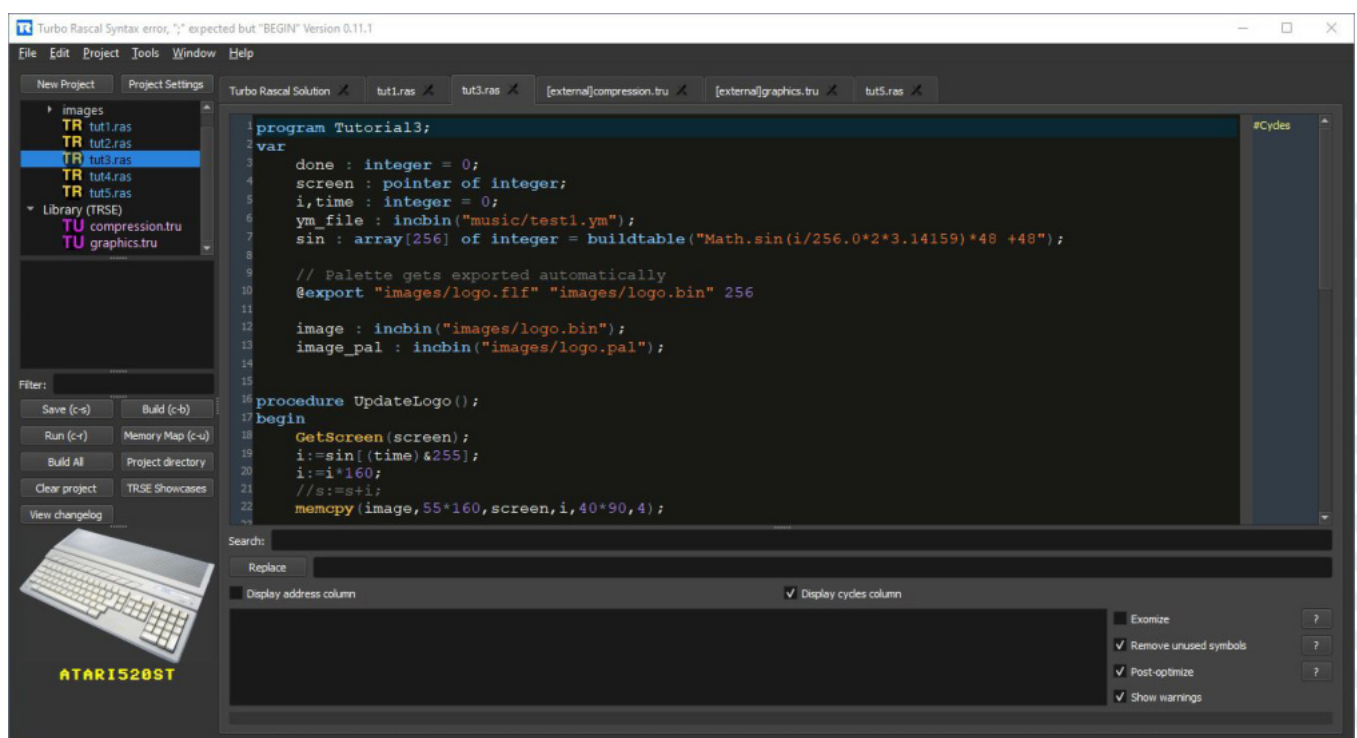 Turbo Rascal Syntax error, ";" expected but "BEGIN" Version 0.11.1
File Edit Project Tools Window Help
New Project Project Settings
images
TR tut1.ras
TR tut2.ras
TR tut3.ras
TR tut4.ras
TR tut5.ras
Library (TRSE)
TU compression.tru
TU graphics.tru
Filter:
Save (c-s) Build (c-b)
Run (c-r) Memory Map (c-u)
Build All Project directory
Clear project TRSE Showcases
View changelog
ATARI520ST
Turbo Rascal Solution tut1.ras tut3.ras [external]compression.tru [external]graphics.tru tut5.ras
#Cycles
1 program Tutorial3;
2 var
3 done : integer = 0;
4 screen : pointer of integer;
5 i,time : integer = 0;
6 ym_file : incbin("music/test1.ym");
7 sin : array[256] of integer = buildtable("Math.sin(i/256.0*2*3.14159)*48 +48");
8
9 // Palette gets exported automatically
10 @export "images/logo.flf" "images/logo.bin" 256
11
12 image : incbin("images/logo.bin");
13 image_pal : incbin("images/logo.pal");
14
15
16 procedure UpdateLogo();
17 begin
18 GetScreen(screen);
19 i:=sin[(time)&255];
20 i:=i*160;
21 //s:=s+i;
22 memcpy(image,55*160,screen,i,40*90,4);
23
Search:
Replace
Display address column Display cycles column
Exomize ?
Remove unused symbols ?
Post-optimize ?
Show warnings